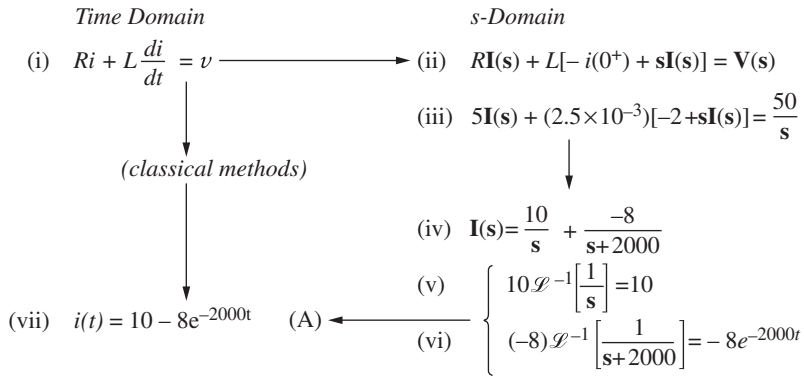 Time Domain
s-Domain
(i) Ri + L di/dt = v
(ii) RI(s) + L[– i(0⁺) + sI(s)] = V(s)
(iii) 5I(s) + (2.5×10⁻³)[–2+sI(s)] = 50/s
(classical methods)
(iv) I(s) = 10/s + –8/(s+2000)
(v) 10ℒ⁻¹[1/s] = 10
(vi) (–8)ℒ⁻¹[1/(s+2000)] = – 8e⁻²⁰⁰⁰ᵗ
(vii) i(t) = 10 – 8e⁻²⁰⁰⁰ᵗ (A)